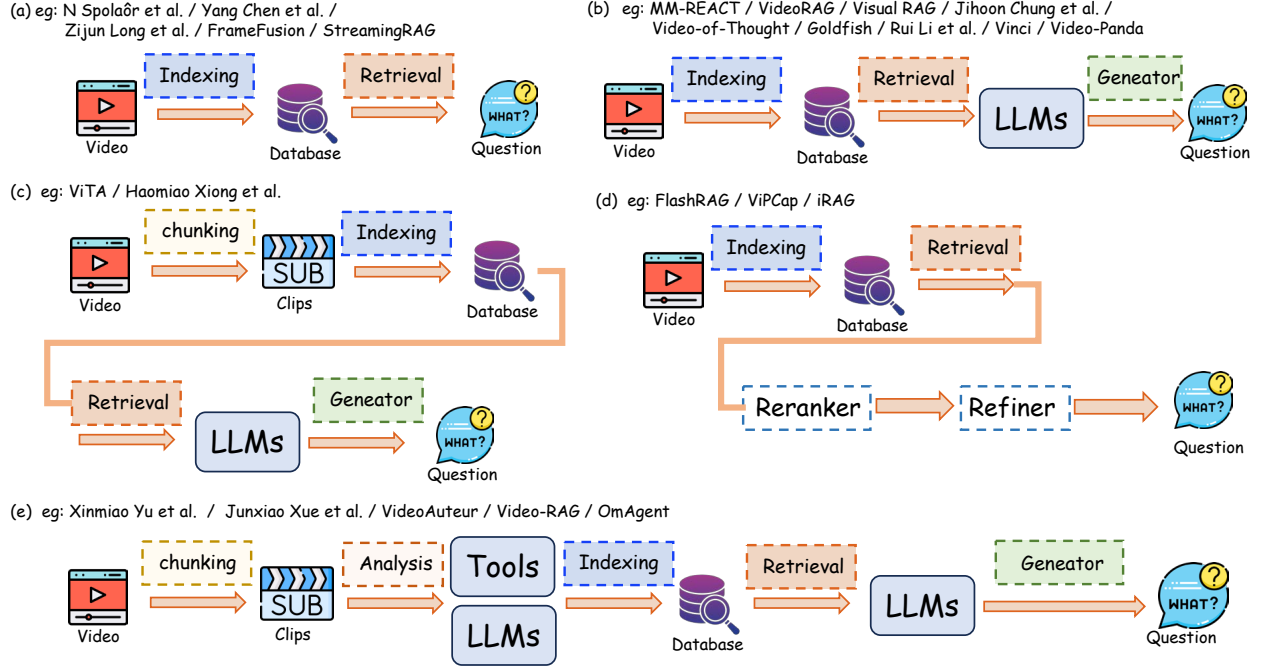 (a) eg: N Spolaôr et al. / Yang Chen et al. /
Zijun Long et al. / FrameFusion / StreamingRAG
Indexing
Retrieval
?
WHAT?
Video
Database
Question
(b) eg: MM-REACT / VideoRAG / Visual RAG / Jihoon Chung et al. /
Video-of-Thought / Goldfish / Rui Li et al. / Vinci / Video-Panda
Indexing
Retrieval
Geneator
LLMs
?
WHAT?
Video
Database
Question
(c) eg: ViTA / Haomiao Xiong et al.
chunking
Indexing
SUB
Video
Clips
Database
Retrieval
Geneator
LLMs
?
WHAT?
Question
(d) eg: FlashRAG / ViPCap / iRAG
Indexing
Retrieval
Video
Database
Reranker
Refiner
?
WHAT?
Question
(e) eg: Xinmiao Yu et al. / Junxiao Xue et al. / VideoAuteur / Video-RAG / OmAgent
chunking
Analysis
Tools
Indexing
Retrieval
Geneator
SUB
LLMs
LLMs
?
WHAT?
Video
Clips
Database
Question